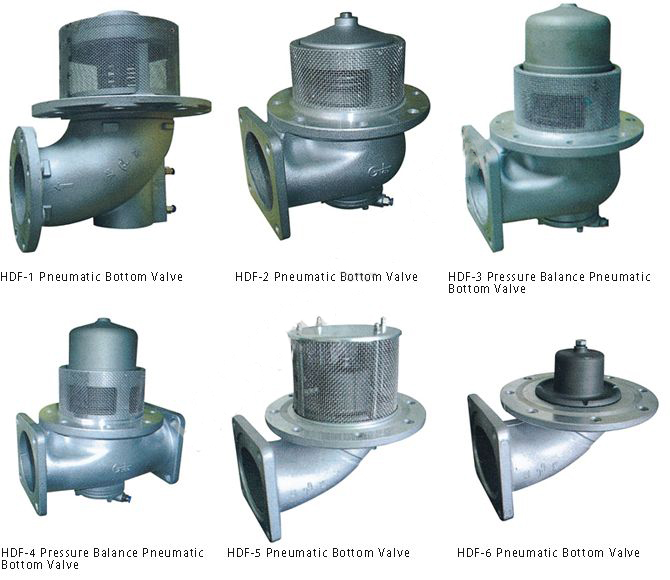 HDF-1 Pneumatic Bottom Valve
HDF-2 Pneumatic Bottom Valve
HDF-3 Pressure Balance Pneumatic
Bottom Valve
HDF-4 Pressure Balance Pneumatic
Bottom Valve
HDF-5 Pneumatic Bottom Valve
HDF-6 Pneumatic Bottom Valve